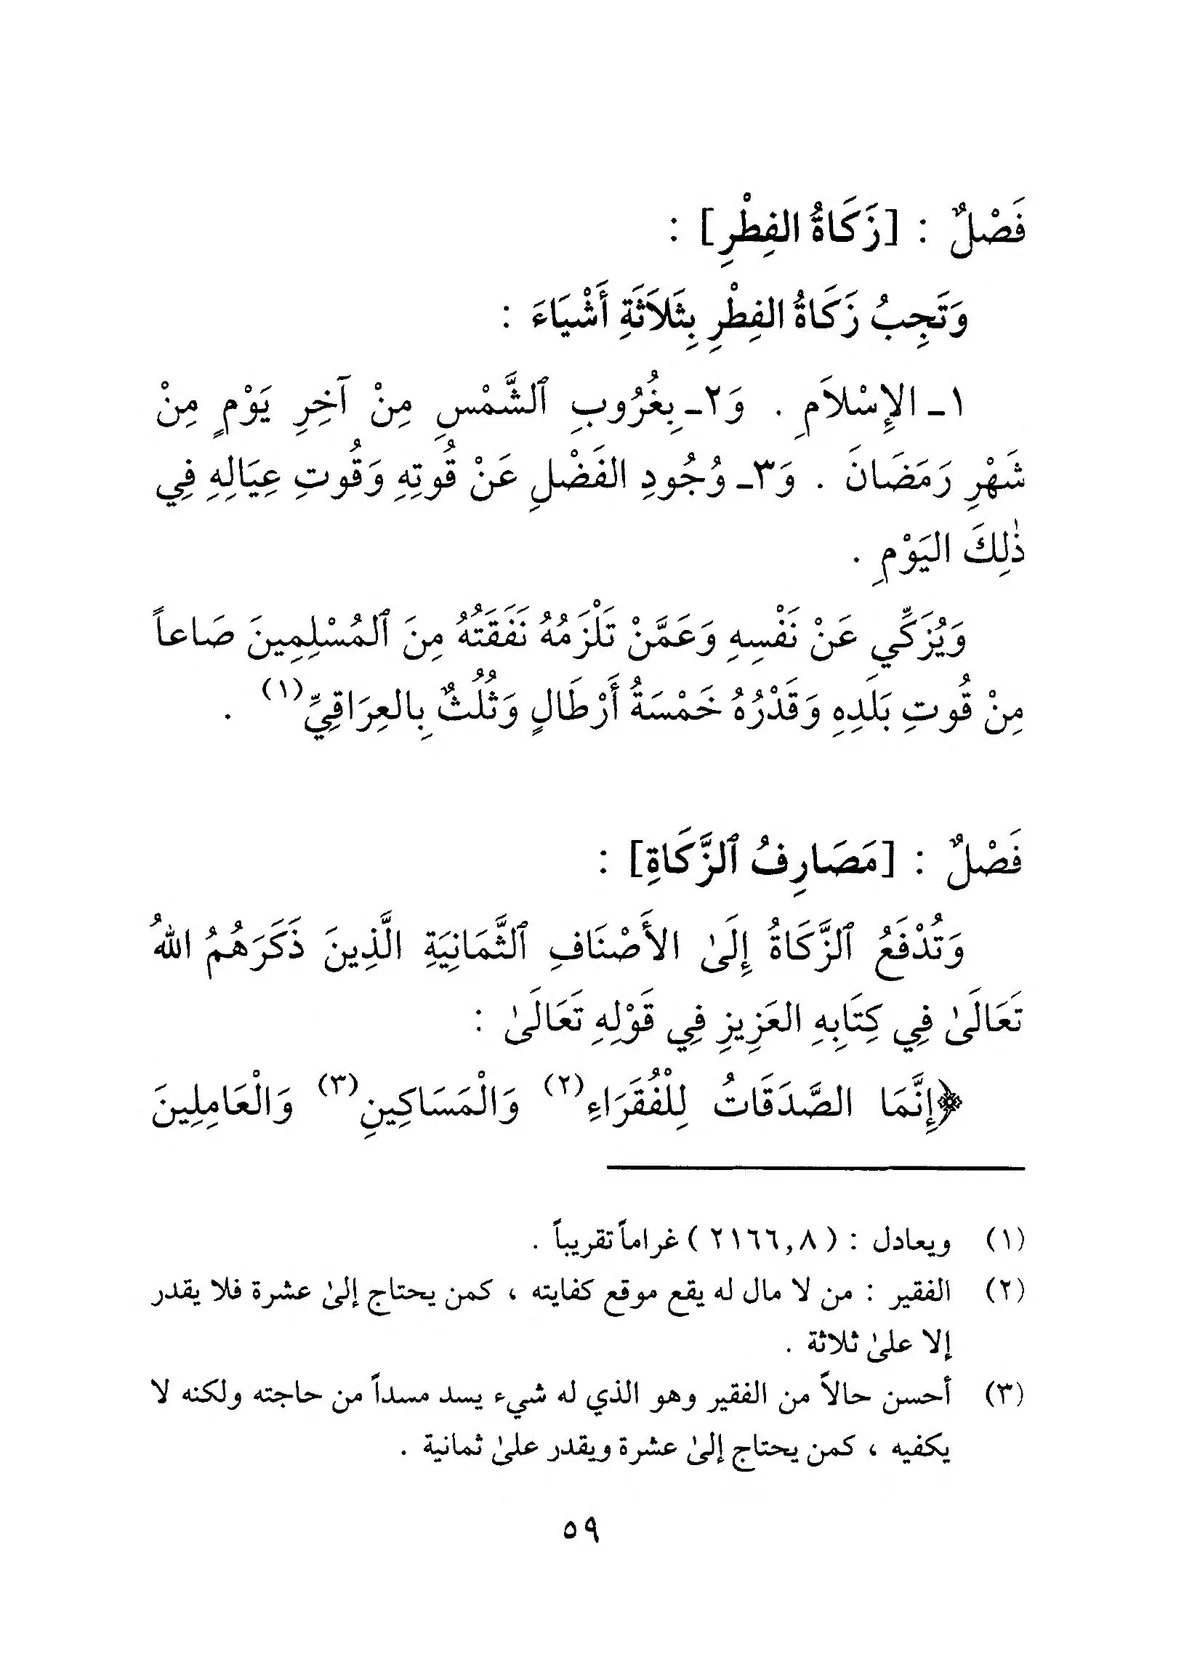 فَصْلٌ : [زَكَاةُ الفِطْرِ] :
وَتَجِبُ زَكَاةُ الفِطْرِ بِثَلاَثَةِ أَشْيَاءَ :
١ـ الإِسْلاَمِ . وَ٢ـ بِغُرُوبِ ٱلشَّمْسِ مِنْ آخِرِ يَوْمٍ مِنْ
شَهْرِ رَمَضَانَ . وَ٣ـ وُجُودِ الفَضْلِ عَنْ قُوتِهِ وَقُوتِ عِيَالِهِ فِي
ذٰلِكَ اليَوْمِ .
وَيُزَكِّي عَنْ نَفْسِهِ وَعَمَّنْ تَلْزَمُهُ نَفَقَتُهُ مِنَ ٱلمُسْلِمِينَ صَاعاً
مِنْ قُوتِ بَلَدِهِ وَقَدْرُهُ خَمْسَةُ أَرْطَالٍ وَثُلُثٌ بِالعِرَاقِيِّ(١) .
فَصْلٌ : [مَصَارِفُ ٱلزَّكَاةِ] :
وَتُدْفَعُ ٱلزَّكَاةُ إِلَىٰ الأَصْنَافِ ٱلثَّمَانِيَةِ الَّذِينَ ذَكَرَهُمُ اللهُ
تَعَالَىٰ فِي كِتَابِهِ العَزِيزِ فِي قَوْلِهِ تَعَالَىٰ :
﴿إِنَّمَا الصَّدَقَاتُ لِلْفُقَرَاءِ(٢) وَالْمَسَاكِينِ(٣) وَالْعَامِلِينَ
(١) ويعادل : ( ٢١٦٦,٨ ) غراماً تقريباً .
(٢) الفقير : من لا مال له يقع موقع كفايته ، كمن يحتاج إلىٰ عشرة فلا يقدر
إلا علىٰ ثلاثة .
(٣) أحسن حالاً من الفقير وهو الذي له شيء يسد مسداً من حاجته ولكنه لا
يكفيه ، كمن يحتاج إلىٰ عشرة ويقدر علىٰ ثمانية .
٥٩